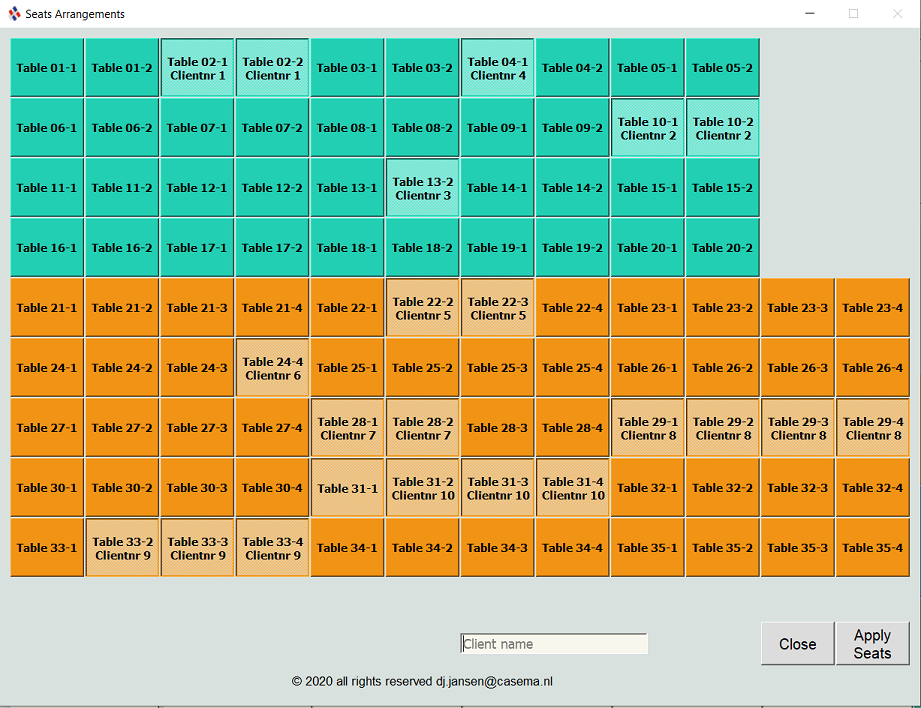 Seats Arrangements
Table 01-1 Table 01-2 Table 02-1 Table 02-2 Table 03-1 Table 03-2 Table 04-1 Table 04-2 Table 05-1 Table 05-2
Clientnr 1 Clientnr 1 Clientnr 4
Table 06-1 Table 06-2 Table 07-1 Table 07-2 Table 08-1 Table 08-2 Table 09-1 Table 09-2 Table 10-1 Table 10-2
Clientnr 2 Clientnr 2
Table 11-1 Table 11-2 Table 12-1 Table 12-2 Table 13-1 Table 13-2 Table 14-1 Table 14-2 Table 15-1 Table 15-2
Clientnr 3
Table 16-1 Table 16-2 Table 17-1 Table 17-2 Table 18-1 Table 18-2 Table 19-1 Table 19-2 Table 20-1 Table 20-2
Table 21-1 Table 21-2 Table 21-3 Table 21-4 Table 22-1 Table 22-2 Table 22-3 Table 22-4 Table 23-1 Table 23-2 Table 23-3 Table 23-4
Clientnr 5 Clientnr 5
Table 24-1 Table 24-2 Table 24-3 Table 24-4 Table 25-1 Table 25-2 Table 25-3 Table 25-4 Table 26-1 Table 26-2 Table 26-3 Table 26-4
Clientnr 6
Table 27-1 Table 27-2 Table 27-3 Table 27-4 Table 28-1 Table 28-2 Table 28-3 Table 28-4 Table 29-1 Table 29-2 Table 29-3 Table 29-4
Clientnr 7 Clientnr 7 Clientnr 8 Clientnr 8 Clientnr 8 Clientnr 8
Table 30-1 Table 30-2 Table 30-3 Table 30-4 Table 31-1 Table 31-2 Table 31-3 Table 31-4 Table 32-1 Table 32-2 Table 32-3 Table 32-4
Clientnr 10 Clientnr 10 Clientnr 10
Table 33-1 Table 33-2 Table 33-3 Table 33-4 Table 34-1 Table 34-2 Table 34-3 Table 34-4 Table 35-1 Table 35-2 Table 35-3 Table 35-4
Clientnr 9 Clientnr 9 Clientnr 9
Client name
Close
Apply
Seats
© 2020 all rights reserved dj.jansen@casema.nl